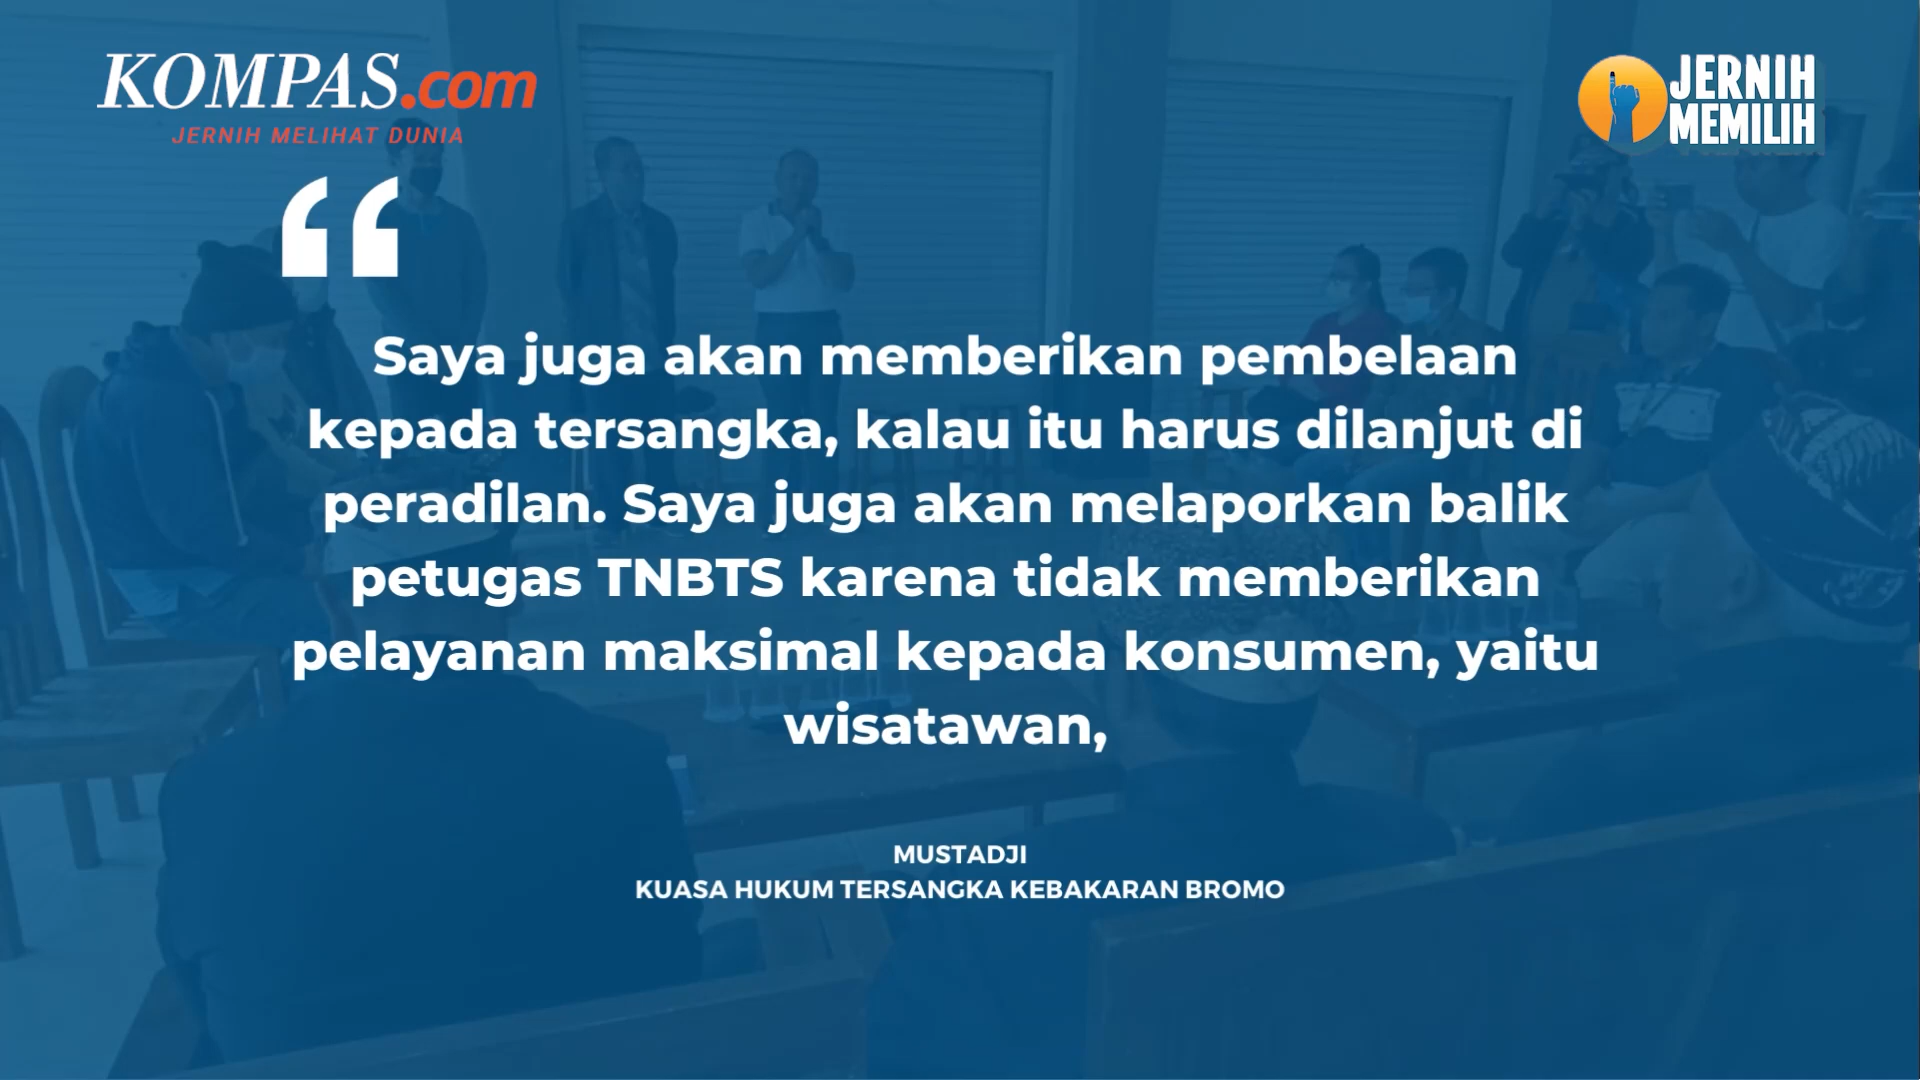 KOMPAS.com
JERNIH MELIHAT DUNIA
JERNIH
MEMILIH
“
Saya juga akan memberikan pembelaan
kepada tersangka, kalau itu harus dilanjut di
peradilan. Saya juga akan melaporkan balik
petugas TNBTS karena tidak memberikan
pelayanan maksimal kepada konsumen, yaitu
wisatawan,
MUSTADJI
KUASA HUKUM TERSANGKA KEBAKARAN BROMO